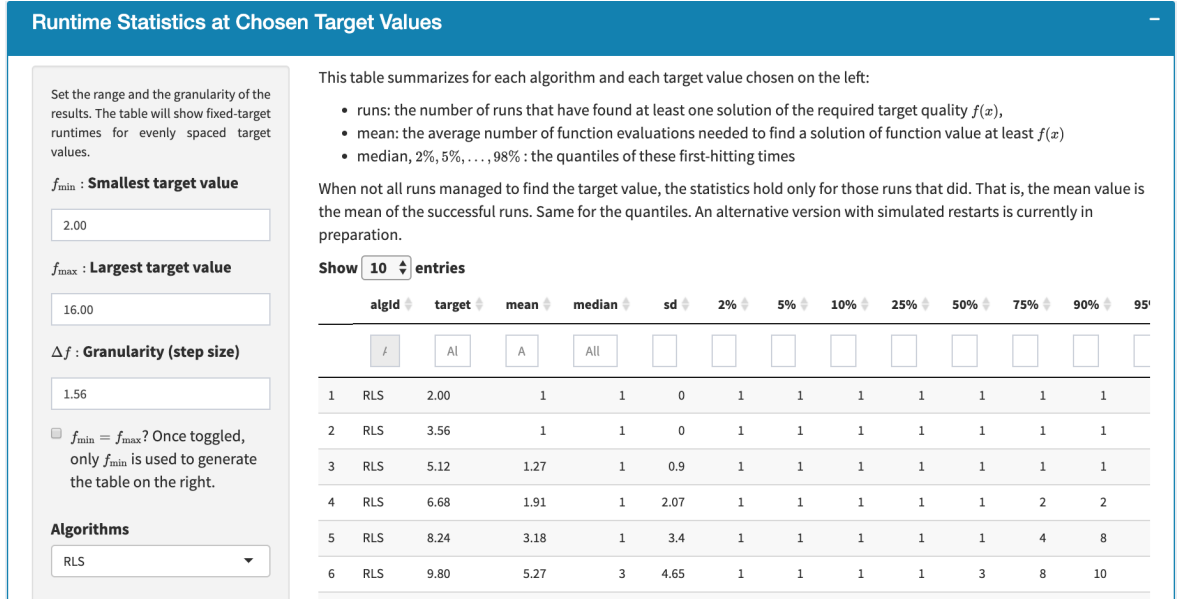 Runtime Statistics at Chosen Target Values
Set the range and the granularity of the
results. The table will show fixed-target
runtimes for evenly spaced target
values.
f_min : Smallest target value
2.00
f_max : Largest target value
16.00
Δf : Granularity (step size)
1.56
f_min = f_max? Once toggled,
only f_min is used to generate
the table on the right.
Algorithms
RLS
This table summarizes for each algorithm and each target value chosen on the left:
• runs: the number of runs that have found at least one solution of the required target quality f(x),
• mean: the average number of function evaluations needed to find a solution of function value at least f(x)
• median, 2%, 5%, . . . , 98% : the quantiles of these first-hitting times
When not all runs managed to find the target value, the statistics hold only for those runs that did. That is, the mean value is
the mean of the successful runs. Same for the quantiles. An alternative version with simulated restarts is currently in
preparation.
Show 10 entries
algId target mean median sd 2% 5% 10% 25% 50% 75% 90% 95
Al A All
1 RLS 2.00 1 1 0 1 1 1 1 1 1 1
2 RLS 3.56 1 1 0 1 1 1 1 1 1 1
3 RLS 5.12 1.27 1 0.9 1 1 1 1 1 1 1
4 RLS 6.68 1.91 1 2.07 1 1 1 1 1 2 2
5 RLS 8.24 3.18 1 3.4 1 1 1 1 1 4 8
6 RLS 9.80 5.27 3 4.65 1 1 1 1 3 8 10